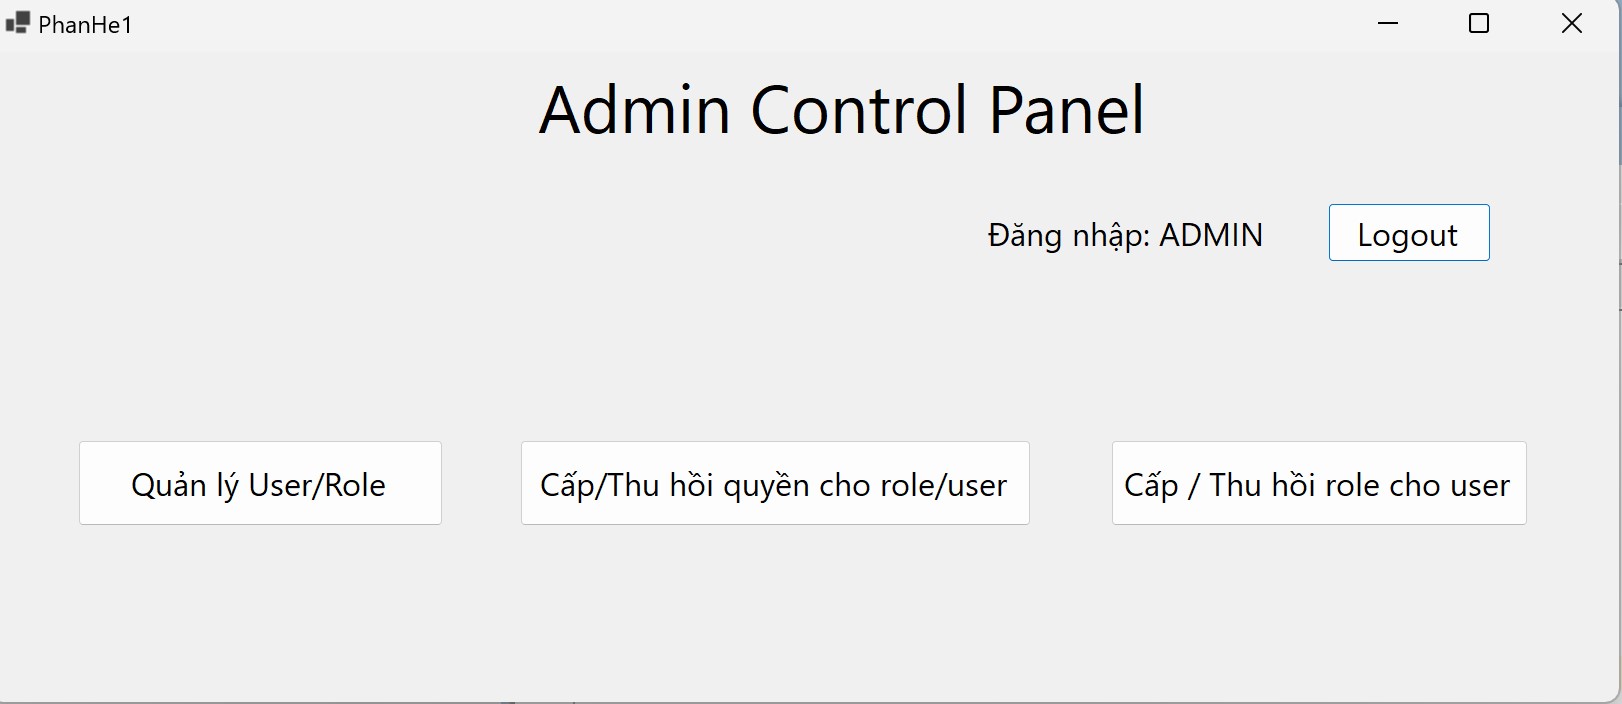 PhanHe1
Admin Control Panel
Đăng nhập: ADMIN
Logout
Quản lý User/Role
Cấp/Thu hồi quyền cho role/user
Cấp / Thu hồi role cho user